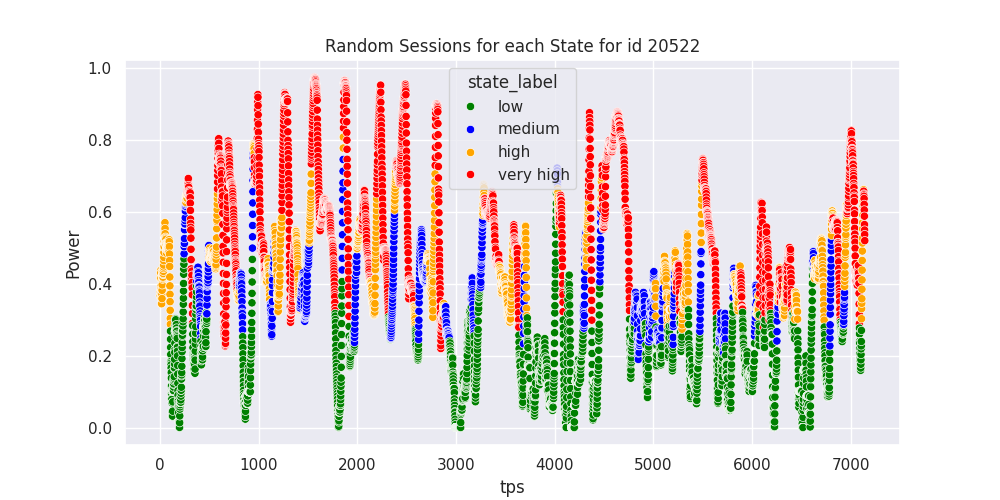 Random Sessions for each State for id 20522
state_label
low
medium
high
very high
Power
1.0
0.8
0.6
0.4
0.2
0.0
0 1000 2000 3000 4000 5000 6000 7000
tps